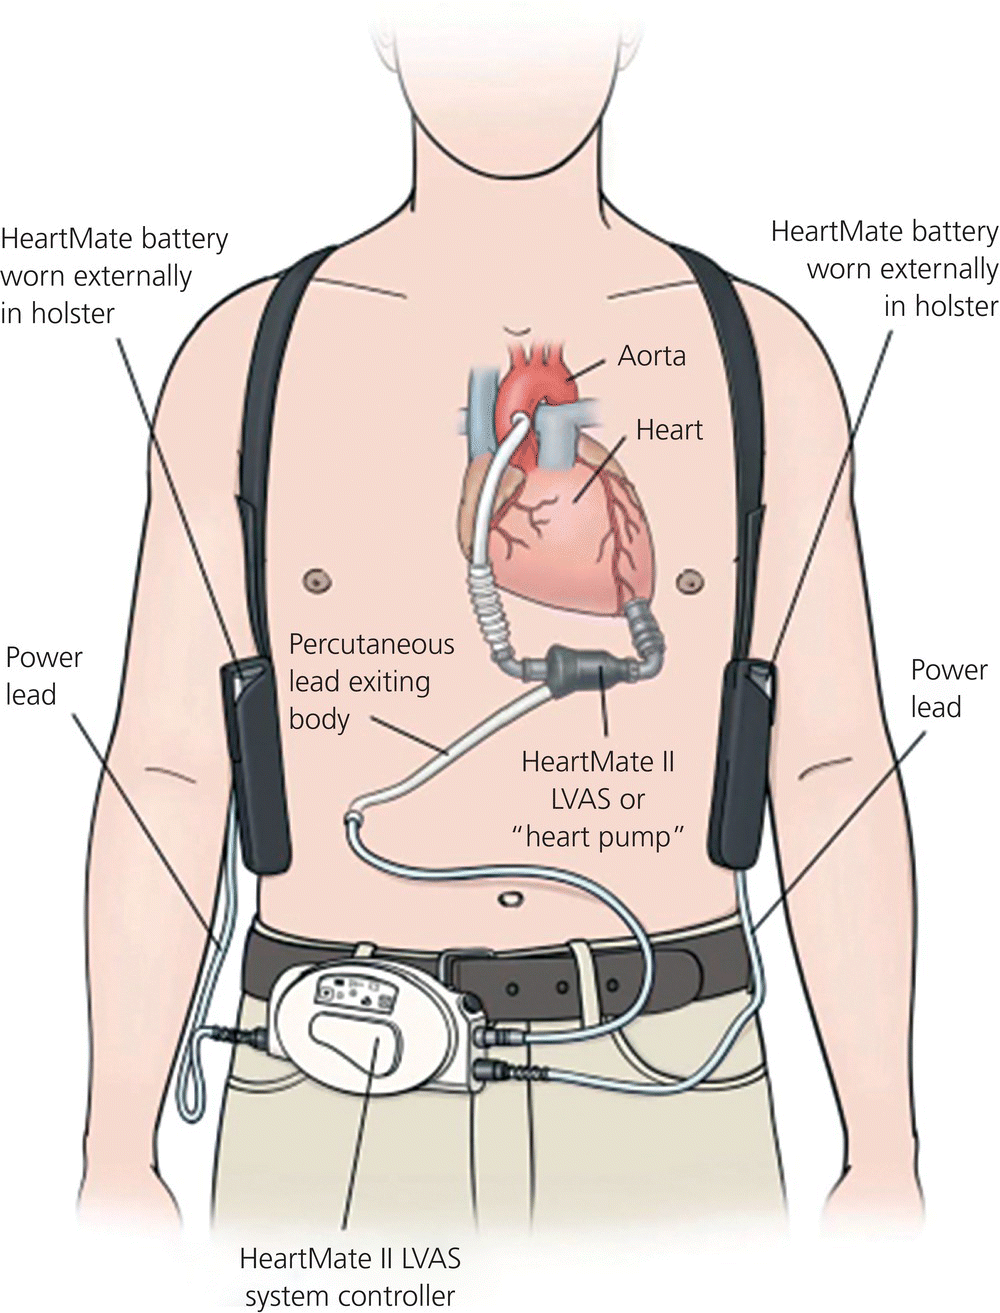 HeartMate battery
worn externally
in holster
HeartMate battery
worn externally
in holster
Aorta
Heart
Power
lead
Percutaneous
lead exiting
body
Power
lead
HeartMate II
LVAS or
“heart pump”
HeartMate II LVAS
system controller